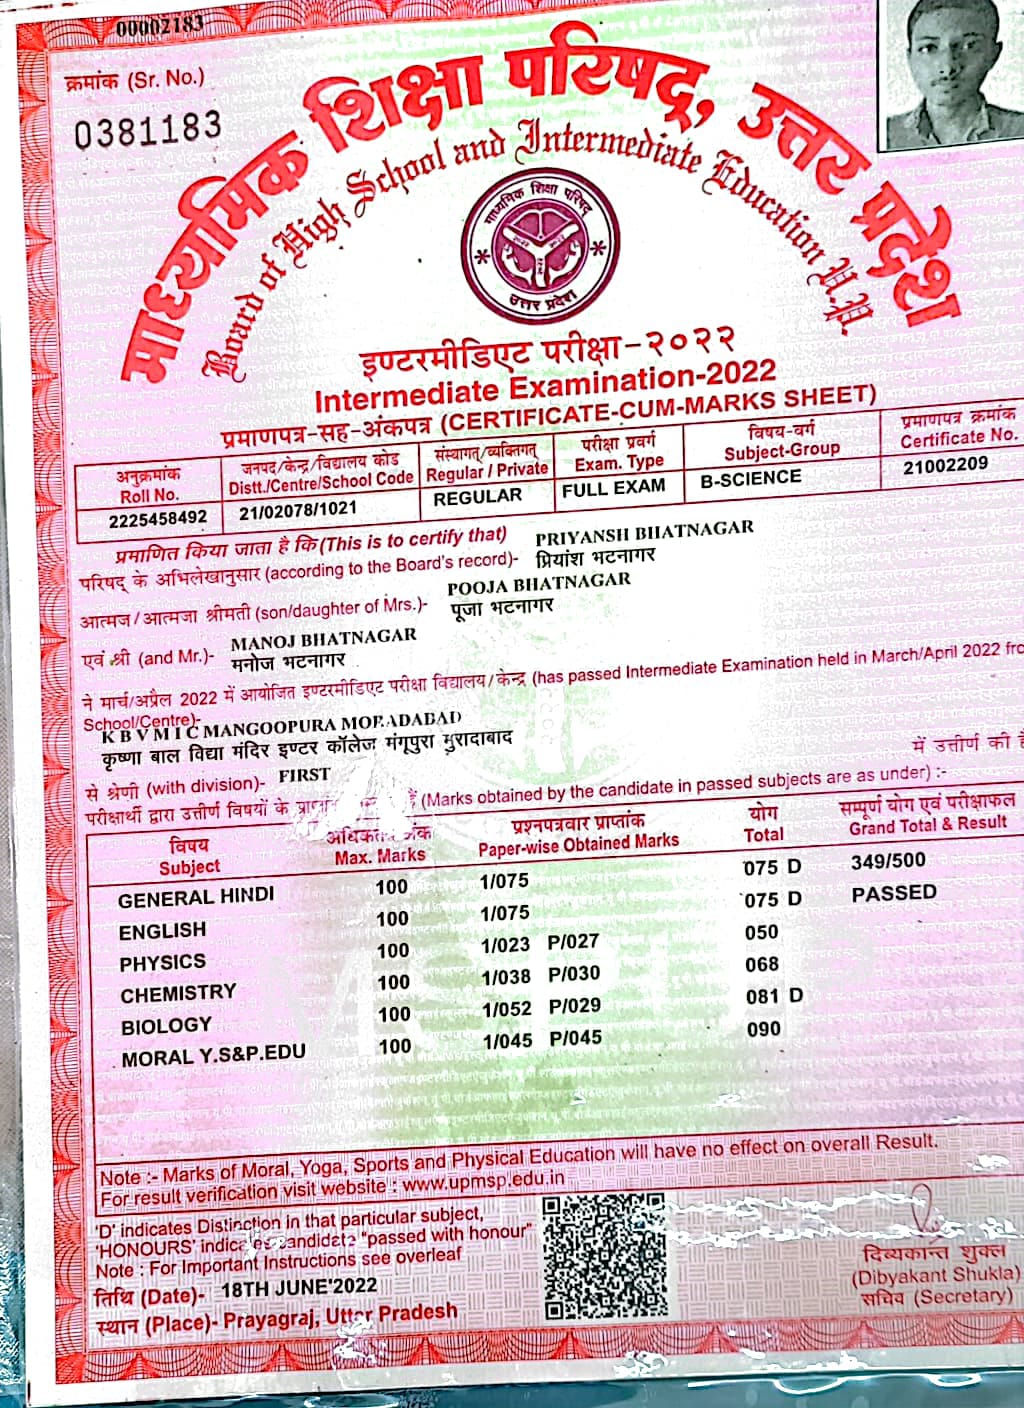 00002183
क्रमांक (Sr. No.)
0381183
माध्यमिक शिक्षा परिषद्, उत्तर प्रदेश
Board of High School and Intermediate Education U.P.
माध्यमिक शिक्षा परिषद्
उत्तर प्रदेश
इण्टरमीडिएट परीक्षा-२०२२
Intermediate Examination-2022
प्रमाणपत्र-सह-अंकपत्र (CERTIFICATE-CUM-MARKS SHEET)
अनुक्रमांक जनपद/केन्द्र/विद्यालय कोड संस्थागत/व्यक्तिगत परीक्षा प्रवर्ग विषय-वर्ग प्रमाणपत्र क्रमांक
Roll No. Distt./Centre/School Code Regular / Private Exam. Type Subject-Group Certificate No.
2225458492 21/02078/1021 REGULAR FULL EXAM B-SCIENCE 21002209
प्रमाणित किया जाता है कि (This is to certify that) PRIYANSH BHATNAGAR
परिषद् के अभिलेखानुसार (according to the Board's record)- प्रियांश भटनागर
POOJA BHATNAGAR
आत्मज/आत्मजा श्रीमती (son/daughter of Mrs.)- पूजा भटनागर
MANOJ BHATNAGAR
एवं श्री (and Mr.)- मनोज भटनागर
ने मार्च/अप्रैल 2022 में आयोजित इण्टरमीडिएट परीक्षा विद्यालय/केन्द्र (has passed Intermediate Examination held in March/April 2022 from
School/Centre)-
K B V M I C MANGOOPURA MORADABAD
कृष्णा बाल विद्या मंदिर इण्टर कॉलेज मंगूपुरा मुरादाबाद
में उत्तीर्ण की है
से श्रेणी (with division)- FIRST
परीक्षार्थी द्वारा उत्तीर्ण विषयों के (Marks obtained by the candidate in passed subjects are as under) :-
विषय अधिकतम अंक प्रश्नपत्रवार प्राप्तांक योग सम्पूर्ण योग एवं परीक्षाफल
Subject Max. Marks Paper-wise Obtained Marks Total Grand Total & Result
GENERAL HINDI 100 1/075 075 D 349/500
ENGLISH 100 1/075 075 D PASSED
PHYSICS 100 1/023 P/027 050
CHEMISTRY 100 1/038 P/030 068
BIOLOGY 100 1/052 P/029 081 D
MORAL Y.S&P.EDU 100 1/045 P/045 090
Note :- Marks of Moral, Yoga, Sports and Physical Education will have no effect on overall Result.
For result verification visit website : www.upmsp.edu.in
'D' indicates Distinction in that particular subject,
'HONOURS' indicates candidate "passed with honour"
Note : For Important Instructions see overleaf
तिथि (Date)- 18TH JUNE'2022
स्थान (Place)- Prayagraj, Uttar Pradesh
दिव्यकान्त शुक्ल
(Dibyakant Shukla)
सचिव (Secretary)